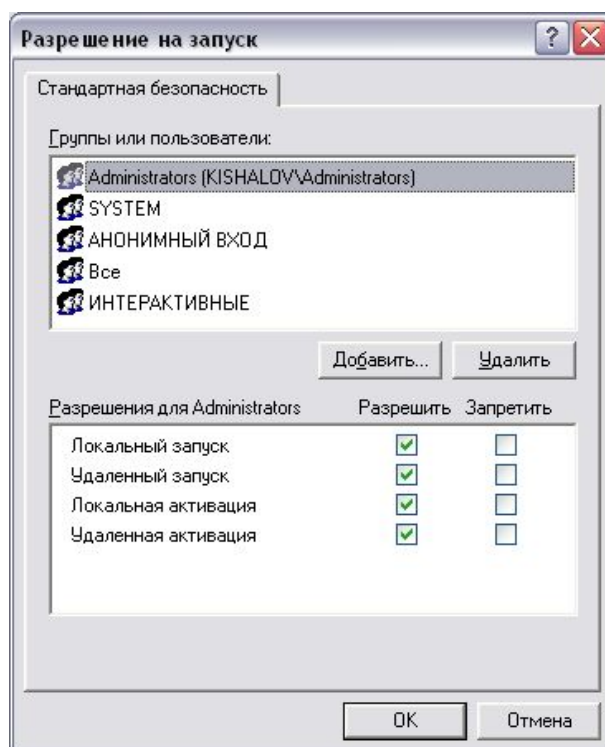 Разрешение на запуск
Стандартная безопасность
Группы или пользователи:
Administrators (KISHALOV\Administrators)
SYSTEM
АНОНИМНЫЙ ВХОД
Все
ИНТЕРАКТИВНЫЕ
Добавить... Удалить
Разрешения для Administrators Разрешить Запретить
Локальный запуск
Удаленный запуск
Локальная активация
Удаленная активация
OK Отмена